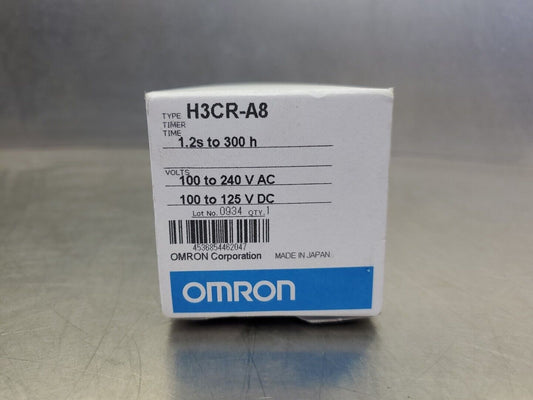 TYPE H3CR-A8
TIMER
TIME
1.2s to 300 h
VOLTS
100 to 240 V AC
100 to 125 V DC
Lot No. 0934 QTY. 1
4536854462047
OMRON Corporation MADE IN JAPAN
OMRON